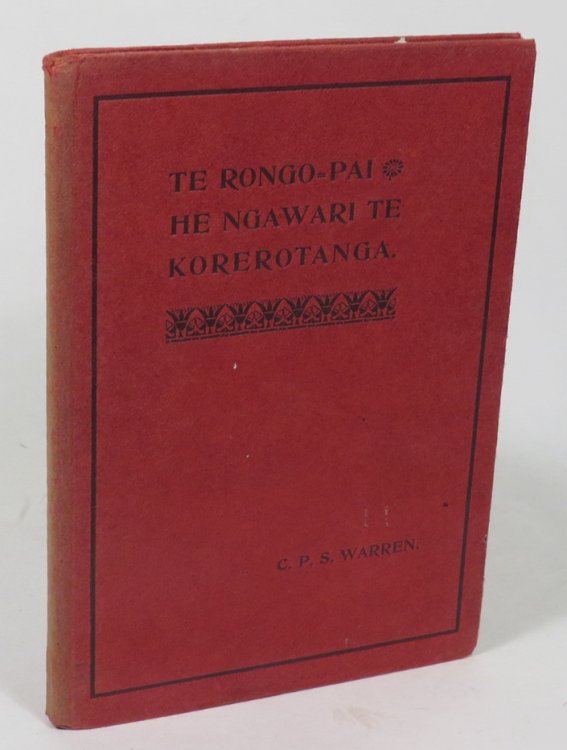 TE RONGO=PAI
HE NGAWARI TE
KOREROTANGA.
C. P. S. WARREN.